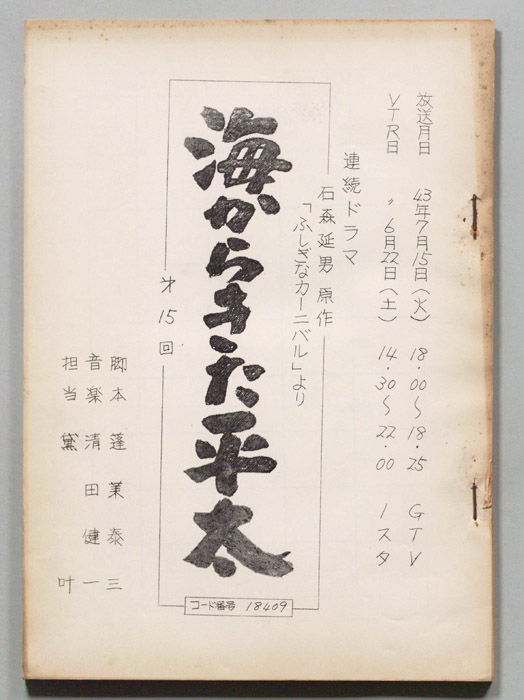 放送月日 43年7月15日(火) 18・00〜18・25 GTV
VTR日 〃 6月22日(土) 14・30〜22・00 1スタ
連続ドラマ
石森延男 原作
「ふしぎなカーニバル」より
海からきた平太
才15回
脚本 蓬莱泰三
音楽 清田健一
担当 黛 叶
コード番号 18409